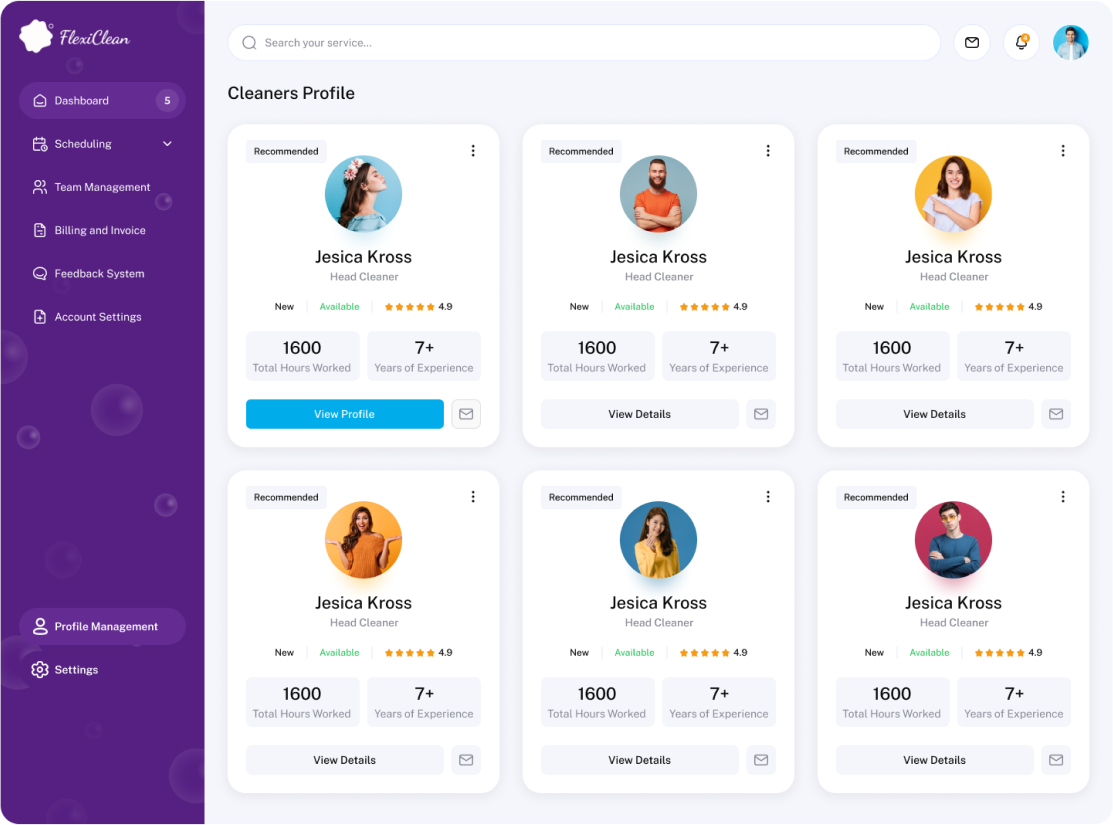 FlexiClean
Dashboard 5
Scheduling
Team Management
Billing and Invoice
Feedback System
Account Settings
Profile Management
Settings
Search your service...
4
Cleaners Profile
Recommended
Jesica Kross
Head Cleaner
New Available 4.9
1600 7+
Total Hours Worked Years of Experience
View Profile
Recommended
Jesica Kross
Head Cleaner
New Available 4.9
1600 7+
Total Hours Worked Years of Experience
View Details
Recommended
Jesica Kross
Head Cleaner
New Available 4.9
1600 7+
Total Hours Worked Years of Experience
View Details
Recommended
Jesica Kross
Head Cleaner
New Available 4.9
1600 7+
Total Hours Worked Years of Experience
View Details
Recommended
Jesica Kross
Head Cleaner
New Available 4.9
1600 7+
Total Hours Worked Years of Experience
View Details
Recommended
Jesica Kross
Head Cleaner
New Available 4.9
1600 7+
Total Hours Worked Years of Experience
View Details